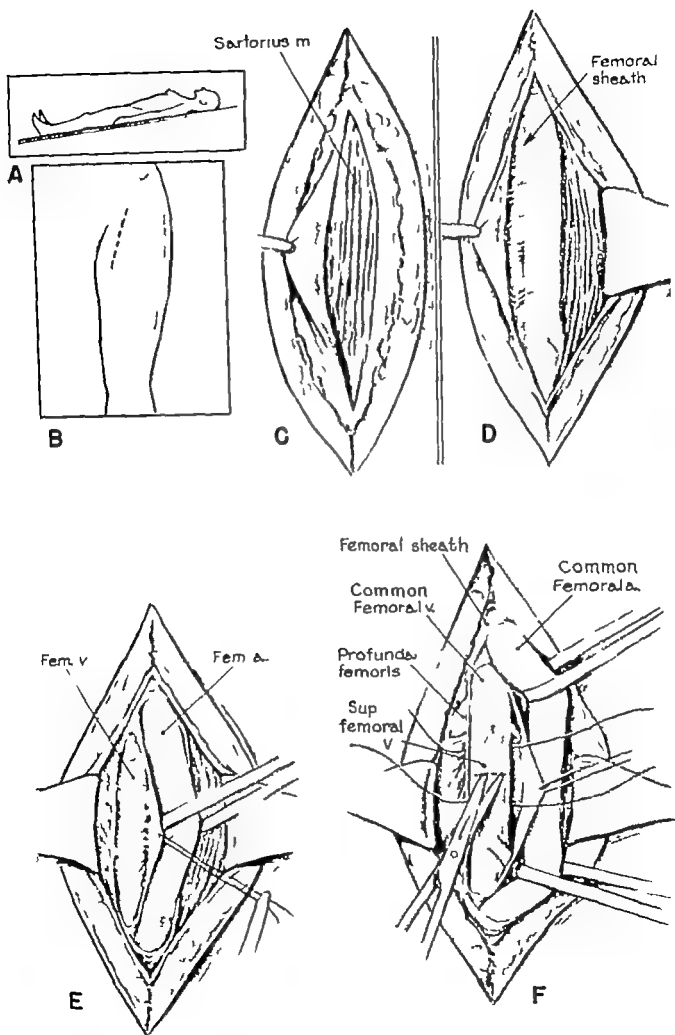 Sartorius m
Femoral
sheath
A
B
C
D
Femoral sheath
Common
Femoral v.
Profunda
femoris
Sup
femoral
v
Common
Femoral a.
Fem v
Fem a.
E
F